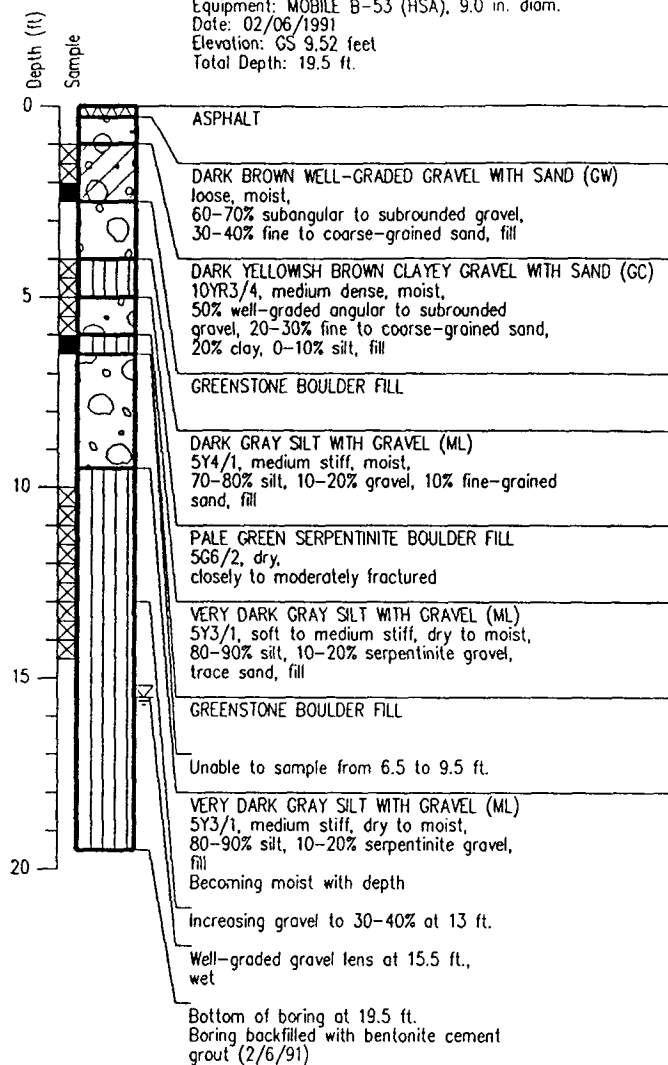 Equipment: MOBILE B-53 (HSA), 9.0 in. diam.
Date: 02/06/1991
Elevation: GS 9.52 feet
Total Depth: 19.5 ft.
Depth (ft)
Sample
0
ASPHALT
DARK BROWN WELL-GRADED GRAVEL WITH SAND (GW)
loose, moist,
60-70% subangular to subrounded gravel,
30-40% fine to coarse-grained sand, fill
DARK YELLOWISH BROWN CLAYEY GRAVEL WITH SAND (GC)
5
10YR3/4, medium dense, moist,
50% well-graded angular to subrounded
gravel, 20-30% fine to coarse-grained sand,
20% clay, 0-10% silt, fill
GREENSTONE BOULDER FILL
DARK GRAY SILT WITH GRAVEL (ML)
5Y4/1, medium stiff, moist,
70-80% silt, 10-20% gravel, 10% fine-grained
sand, fill
10
PALE GREEN SERPENTINITE BOULDER FILL
5G6/2, dry,
closely to moderately fractured
VERY DARK GRAY SILT WITH GRAVEL (ML)
5Y3/1, soft to medium stiff, dry to moist,
80-90% silt, 10-20% serpentinite gravel,
trace sand, fill
15
GREENSTONE BOULDER FILL
Unable to sample from 6.5 to 9.5 ft.
VERY DARK GRAY SILT WITH GRAVEL (ML)
5Y3/1, medium stiff, dry to moist,
80-90% silt, 10-20% serpentinite gravel,
fill
20
Becoming moist with depth
Increasing gravel to 30-40% at 13 ft.
Well-graded gravel lens at 15.5 ft.,
wet
Bottom of boring at 19.5 ft.
Boring backfilled with bentonite cement
grout (2/6/91)